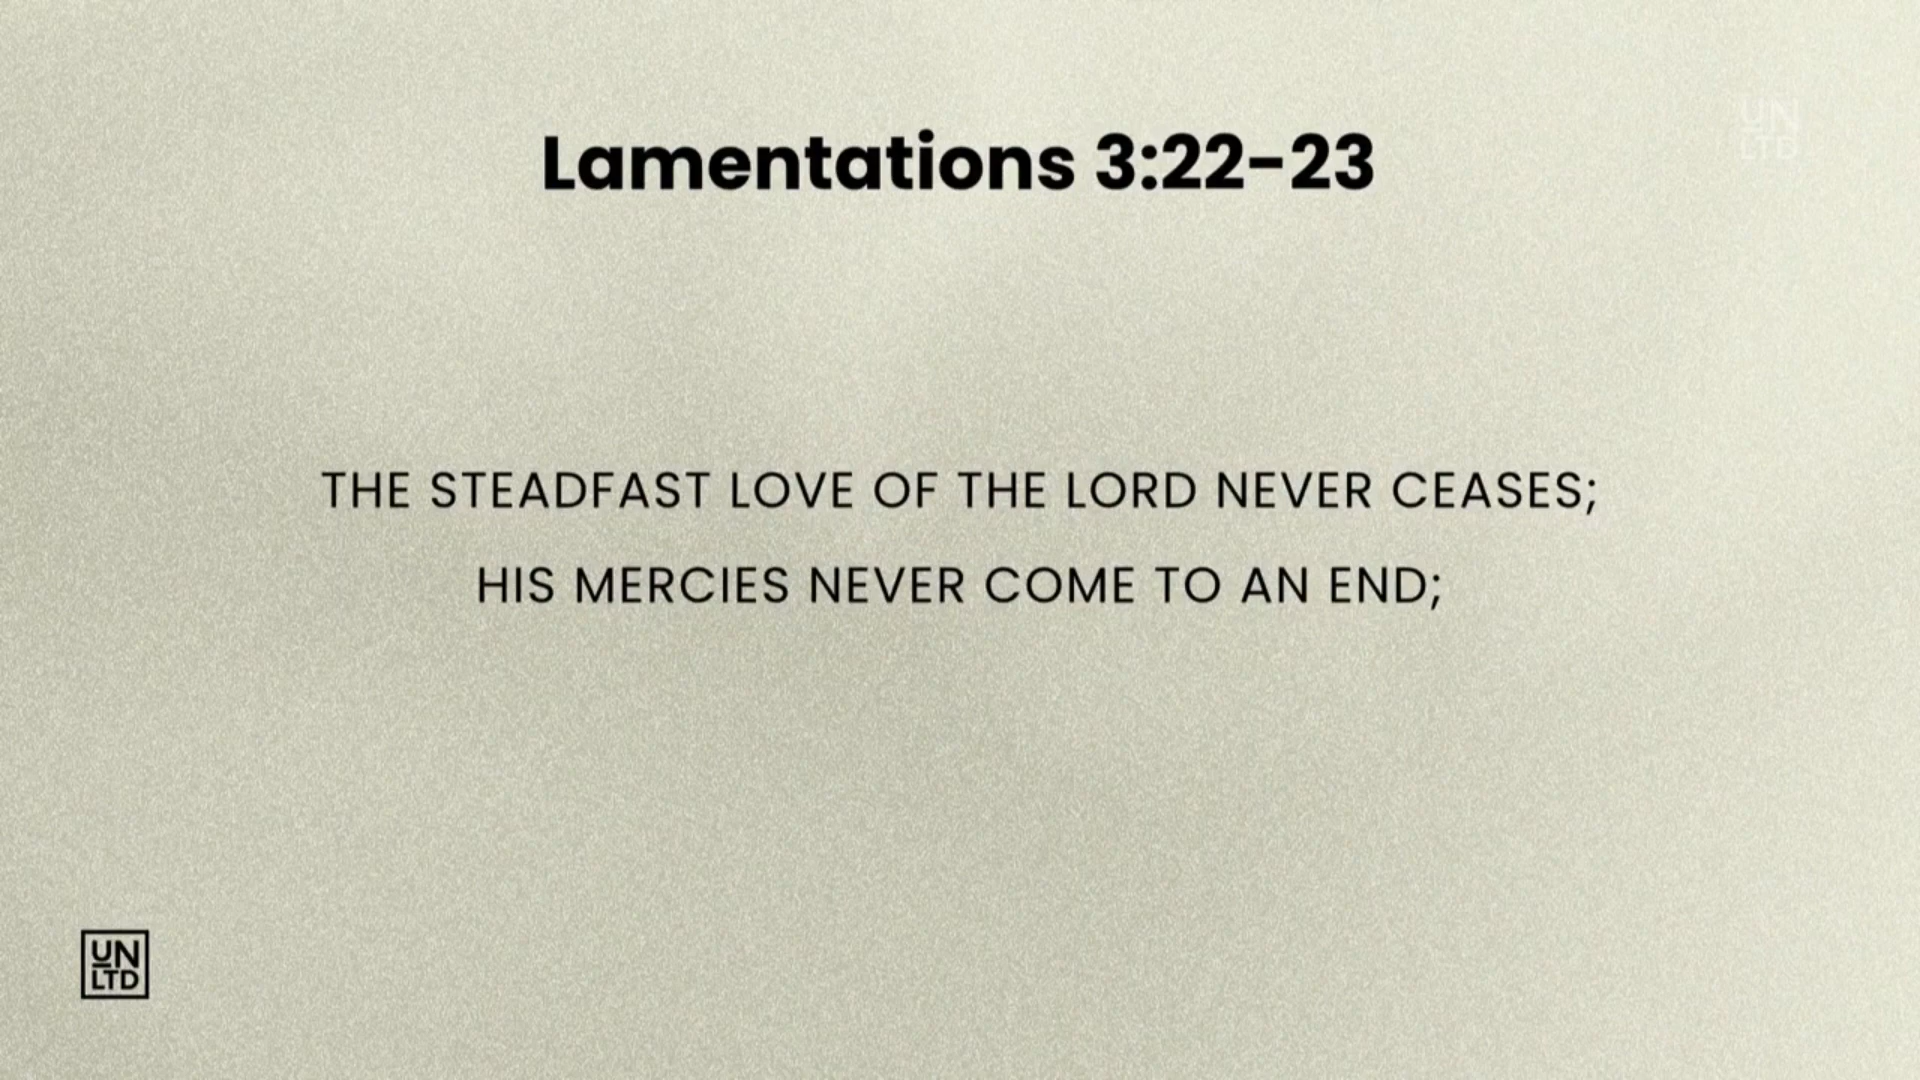 Lamentations 3:22-23
UN
LTD
THE STEADFAST LOVE OF THE LORD NEVER CEASES;
HIS MERCIES NEVER COME TO AN END;
UN
LTD